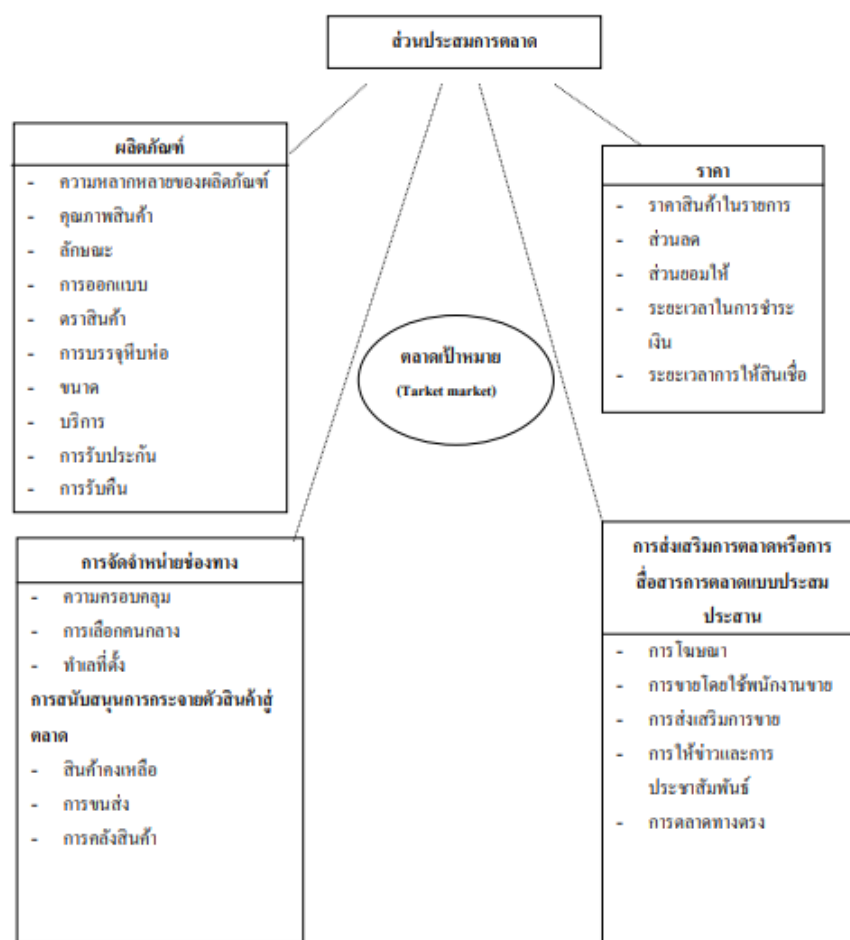 ส่วนประสมการตลาด
ผลิตภัณฑ์
- ความหลากหลายของผลิตภัณฑ์
- คุณภาพสินค้า
- ลักษณะ
- การออกแบบ
- ตราสินค้า
- การบรรจุหีบห่อ
- ขนาด
- บริการ
- การรับประกัน
- การรับคืน
ราคา
- ราคาสินค้าในรายการ
- ส่วนลด
- ส่วนยอมให้
- ระยะเวลาในการชำระ
เงิน
- ระยะเวลาการให้สินเชื่อ
ตลาดเป้าหมาย
(Tarket market)
การจัดจำหน่ายช่องทาง
- ความครอบคลุม
- การเลือกคนกลาง
- ทำเลที่ตั้ง
การสนับสนุนการกระจายตัวสินค้าสู่
ตลาด
- สินค้าคงเหลือ
- การขนส่ง
- การคลังสินค้า
การส่งเสริมการตลาดหรือการ
สื่อสารการตลาดแบบประสม
ประสาน
- การโฆษณา
- การขายโดยใช้พนักงานขาย
- การส่งเสริมการขาย
- การให้ข่าวและการ
ประชาสัมพันธ์
- การตลาดทางตรง